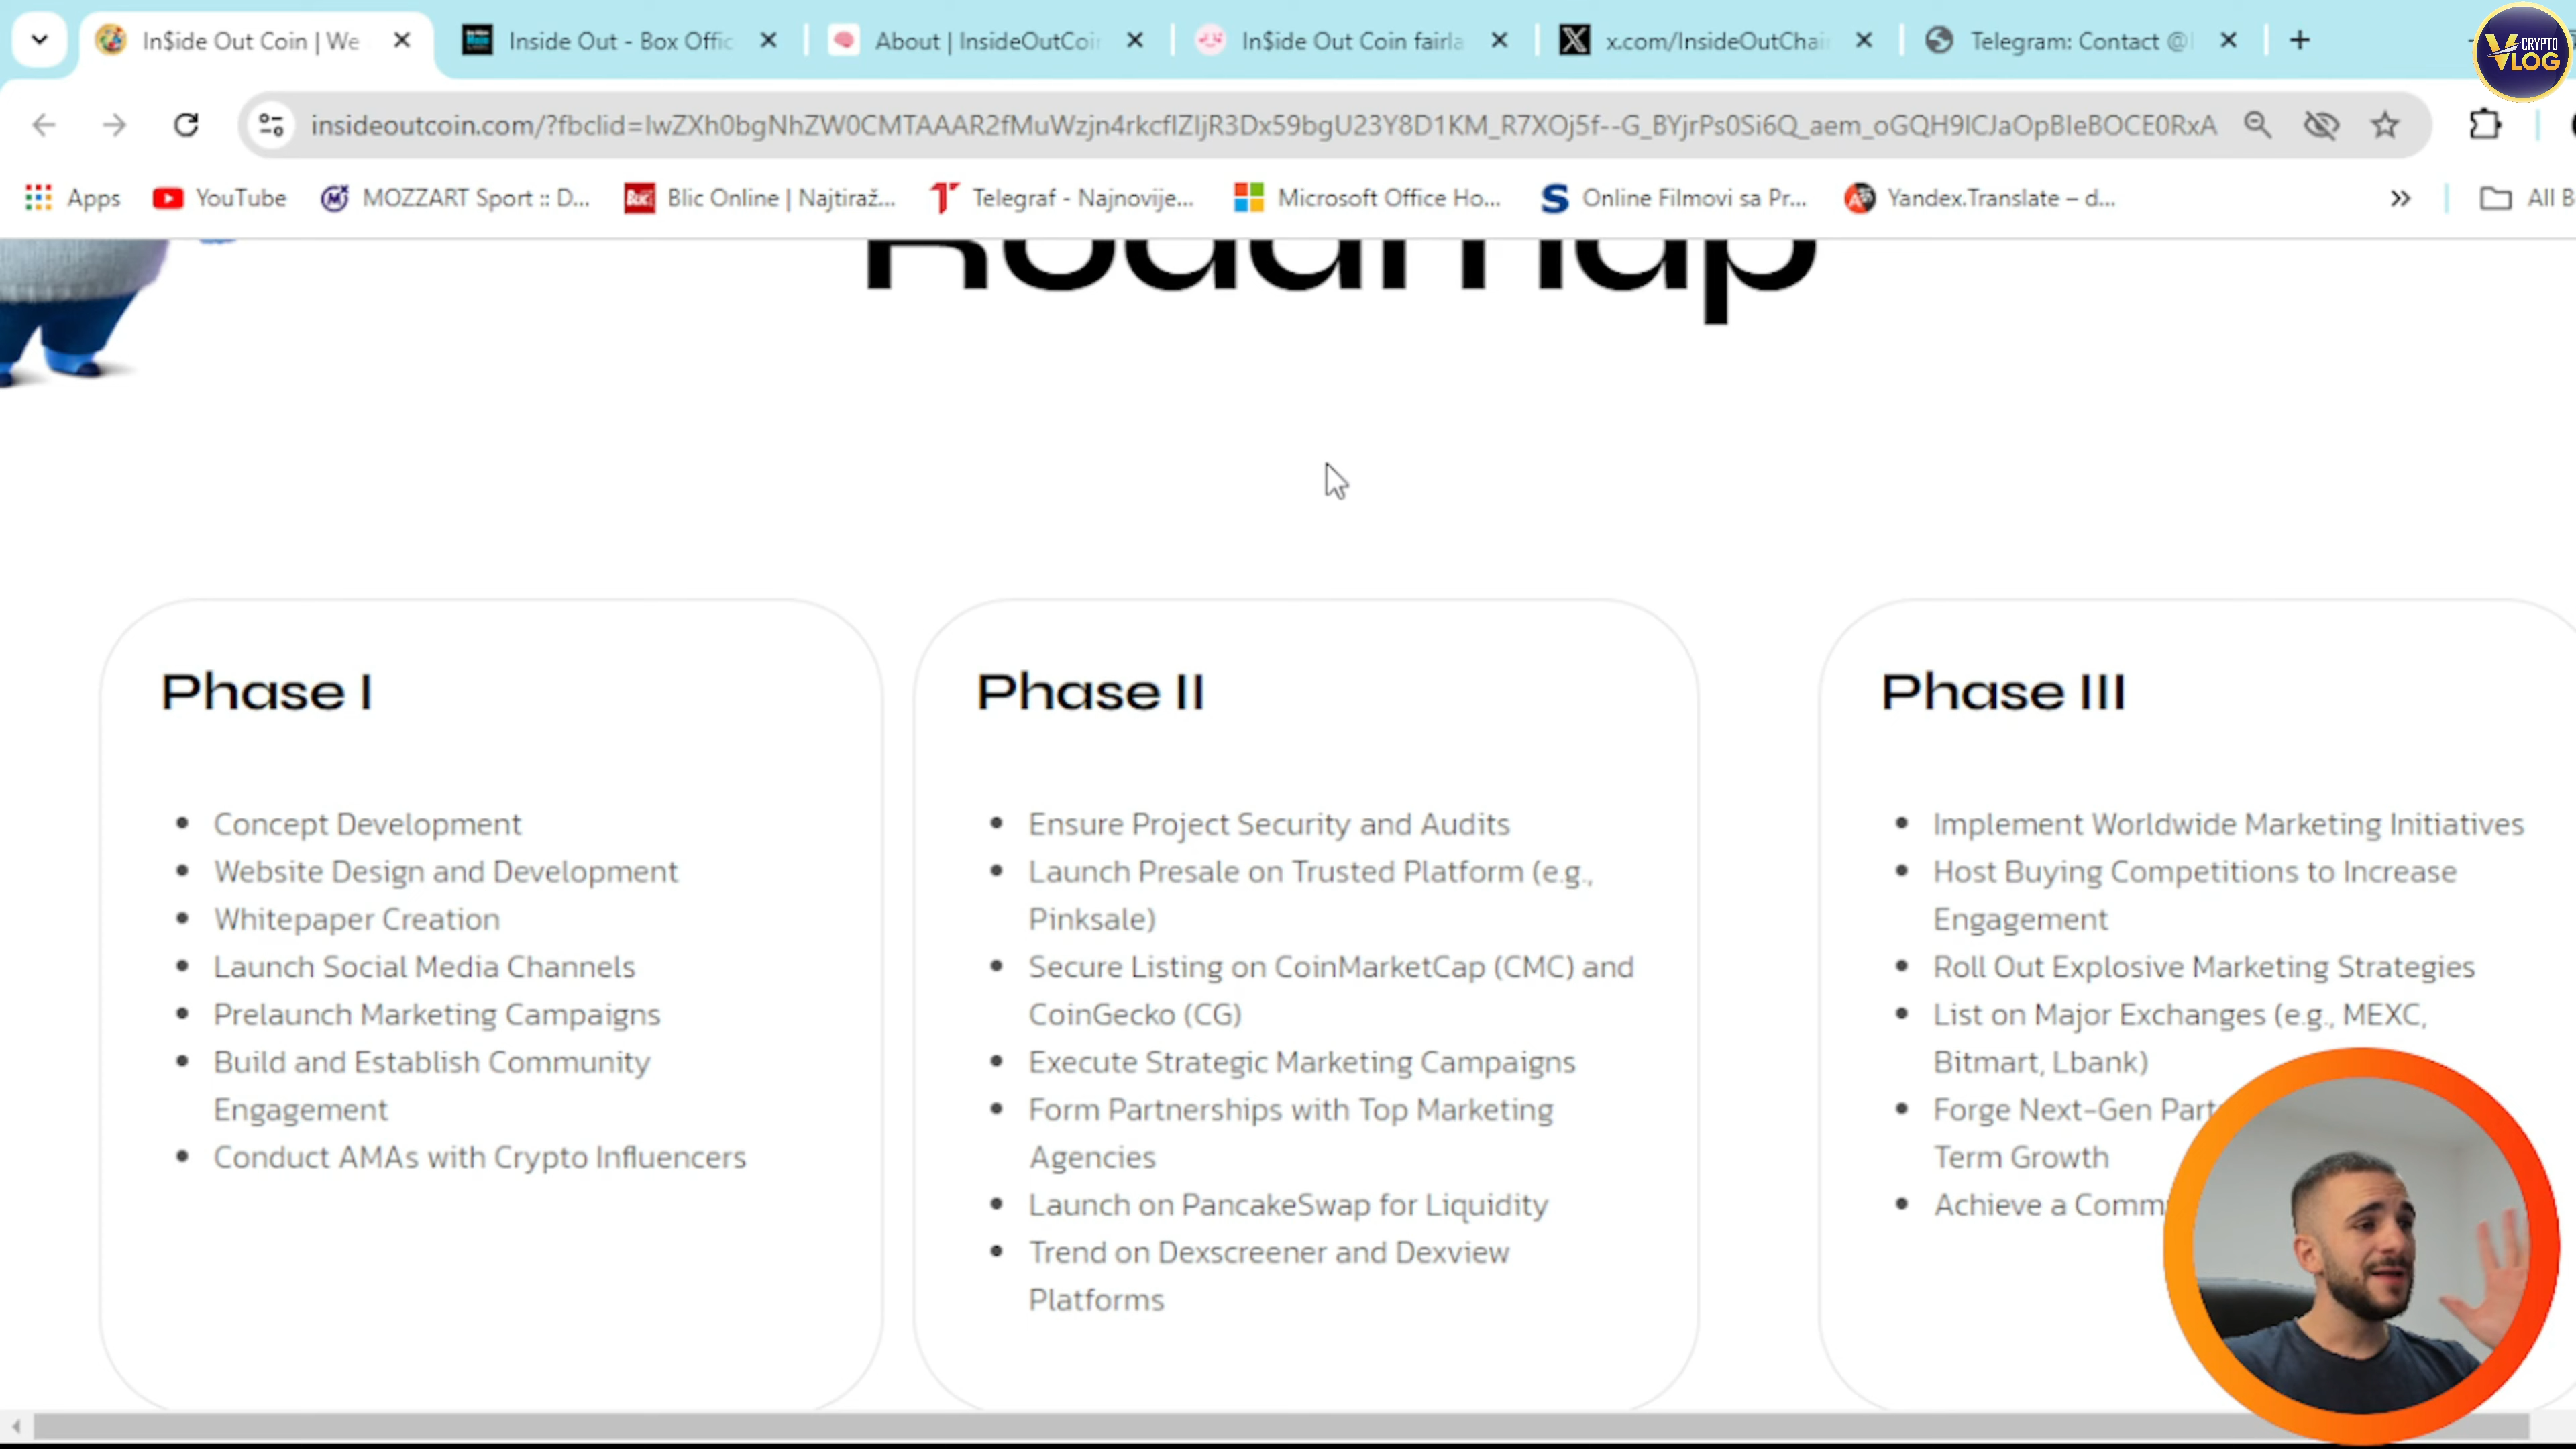 In$ide Out Coin | We
Inside Out - Box Offic
About | InsideOutCoin
In$ide Out Coin fairla
x.com/InsideOutChai
Telegram: Contact @
CRYPTO
VLOG
Apps
YouTube
MOZZART Sport :: D...
Blic Online | Najtiraž...
Telegraf - Najnovije...
Microsoft Office Ho...
Online Filmovi sa Pr...
Yandex.Translate – d...
All B
Roadmap
Phase I
Concept Development
Website Design and Development
Whitepaper Creation
Launch Social Media Channels
Prelaunch Marketing Campaigns
Build and Establish Community
Engagement
Conduct AMAs with Crypto Influencers
Phase II
Ensure Project Security and Audits
Launch Presale on Trusted Platform (e.g.,
Pinksale)
Secure Listing on CoinMarketCap (CMC) and
CoinGecko (CG)
Execute Strategic Marketing Campaigns
Form Partnerships with Top Marketing
Agencies
Launch on PancakeSwap for Liquidity
Trend on Dexscreener and Dexview
Platforms
Phase III
Implement Worldwide Marketing Initiatives
Host Buying Competitions to Increase
Engagement
Roll Out Explosive Marketing Strategies
List on Major Exchanges (e.g., MEXC,
Bitmart, Lbank)
Forge Next-Gen Part
Term Growth
Achieve a Comm